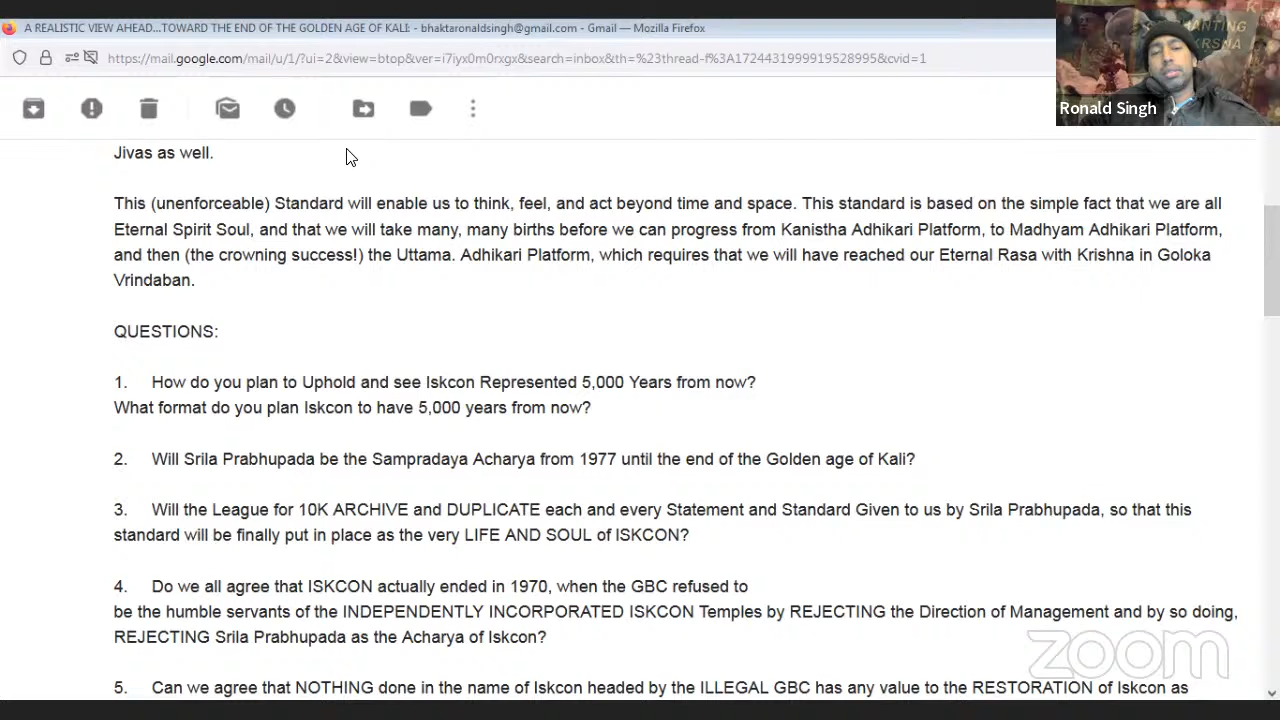 A REALISTIC VIEW AHEAD...TOWARD THE END OF THE GOLDEN AGE OF KALI: - bhaktaronaldsingh@gmail.com - Gmail — Mozilla Firefox
https://mail.google.com/mail/u/1/?ui=2&view=btop&ver=i7iyx0m0rxgx&search=inbox&th=%23thread-f%3A1724431999919528995&cvid=1
CHANTING
KRSNA
Ronald Singh
Jivas as well.
This (unenforceable) Standard will enable us to think, feel, and act beyond time and space. This standard is based on the simple fact that we are all
Eternal Spirit Soul, and that we will take many, many births before we can progress from Kanistha Adhikari Platform, to Madhyam Adhikari Platform,
and then (the crowning success!) the Uttama. Adhikari Platform, which requires that we will have reached our Eternal Rasa with Krishna in Goloka
Vrindaban.
QUESTIONS:
1. How do you plan to Uphold and see Iskcon Represented 5,000 Years from now?
What format do you plan Iskcon to have 5,000 years from now?
2. Will Srila Prabhupada be the Sampradaya Acharya from 1977 until the end of the Golden age of Kali?
3. Will the League for 10K ARCHIVE and DUPLICATE each and every Statement and Standard Given to us by Srila Prabhupada, so that this
standard will be finally put in place as the very LIFE AND SOUL of ISKCON?
4. Do we all agree that ISKCON actually ended in 1970, when the GBC refused to
be the humble servants of the INDEPENDENTLY INCORPORATED ISKCON Temples by REJECTING the Direction of Management and by so doing,
REJECTING Srila Prabhupada as the Acharya of Iskcon?
zoom
5. Can we agree that NOTHING done in the name of Iskcon headed by the ILLEGAL GBC has any value to the RESTORATION of Iskcon as